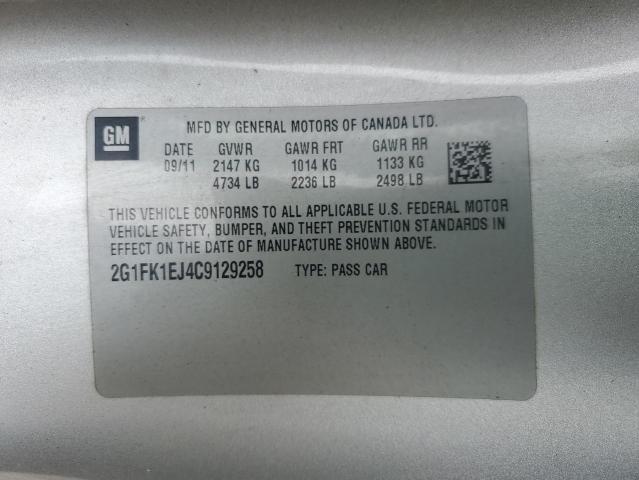 GM ® MFD BY GENERAL MOTORS OF CANADA LTD.
DATE GVWR GAWR FRT GAWR RR
09/11 2147 KG 1014 KG 1133 KG
4734 LB 2236 LB 2498 LB
THIS VEHICLE CONFORMS TO ALL APPLICABLE U.S. FEDERAL MOTOR
VEHICLE SAFETY, BUMPER, AND THEFT PREVENTION STANDARDS IN
EFFECT ON THE DATE OF MANUFACTURE SHOWN ABOVE.
2G1FK1EJ4C9129258 TYPE: PASS CAR